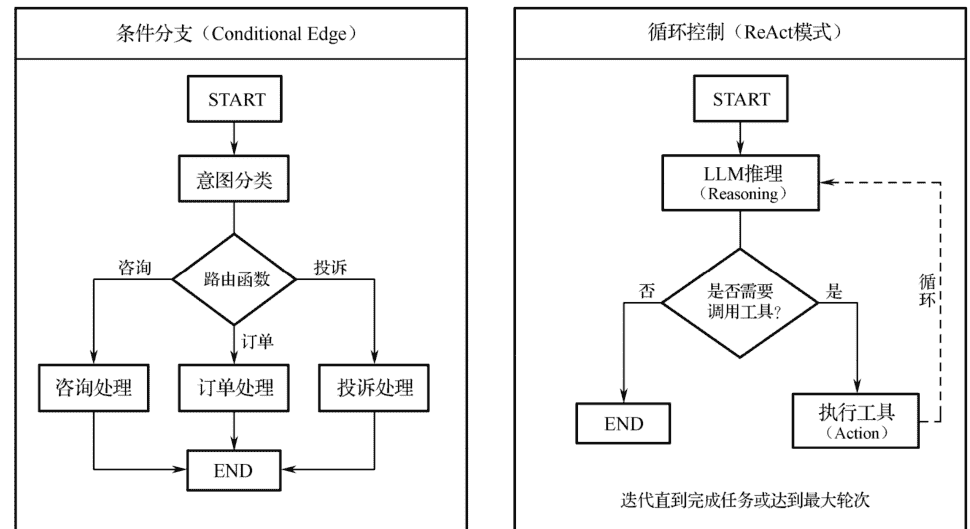 条件分支（Conditional Edge）
START
意图分类
路由函数
咨询
投诉
订单
咨询处理
订单处理
投诉处理
END
循环控制（ReAct模式）
START
LLM推理
（Reasoning）
是否需要
调用工具？
否
是
循环
END
执行工具
（Action）
迭代直到完成任务或达到最大轮次